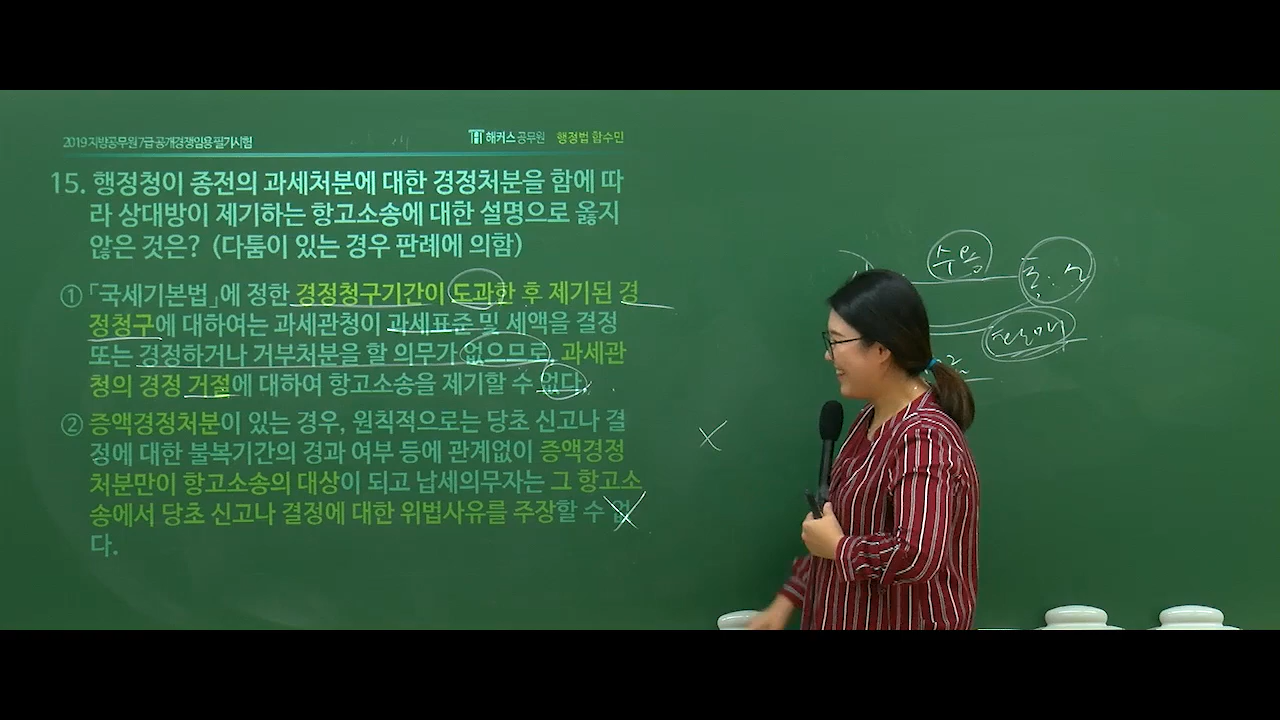 2019 지방공무원 7급 공개경쟁임용 필기시험
해커스 공무원 행정법 함수민
15. 행정청이 종전의 과세처분에 대한 경정처분을 함에 따
라 상대방이 제기하는 항고소송에 대한 설명으로 옳지
않은 것은? (다툼이 있는 경우 판례에 의함)
① 「국세기본법」에 정한 경정청구기간이 도과한 후 제기된 경
정청구에 대하여는 과세관청이 과세표준 및 세액을 결정
또는 경정하거나 거부처분을 할 의무가 없으므로, 과세관
청의 경정 거절에 대하여 항고소송을 제기할 수 없다.
② 증액경정처분이 있는 경우, 원칙적으로는 당초 신고나 결
정에 대한 불복기간의 경과 여부 등에 관계없이 증액경정
처분만이 항고소송의 대상이 되고 납세의무자는 그 항고소
송에서 당초 신고나 결정에 대한 위법사유를 주장할 수 없
다.
수용